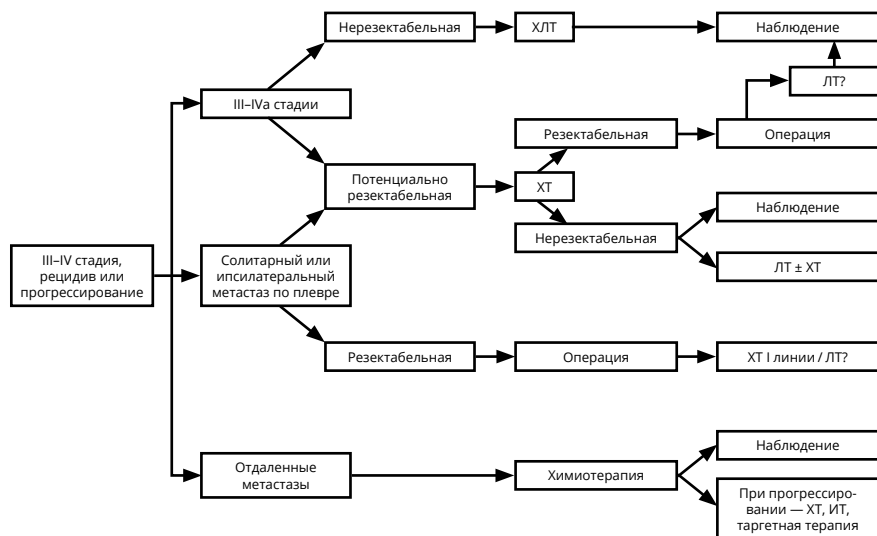 Нерезектабельная
ХЛТ
Наблюдение
ЛТ?
III–IVa стадии
Резектабельная
Операция
Потенциально
резектабельная
ХТ
Наблюдение
Нерезектабельная
ЛТ ± ХТ
III–IV стадия,
рецидив или
прогрессирование
Солитарный или
ипсилатеральный
метастаз по плевре
Резектабельная
Операция
ХТ I линии / ЛТ?
Наблюдение
Отдаленные
метастазы
Химиотерапия
При прогрессиро-
вании — ХТ, ИТ,
таргетная терапия